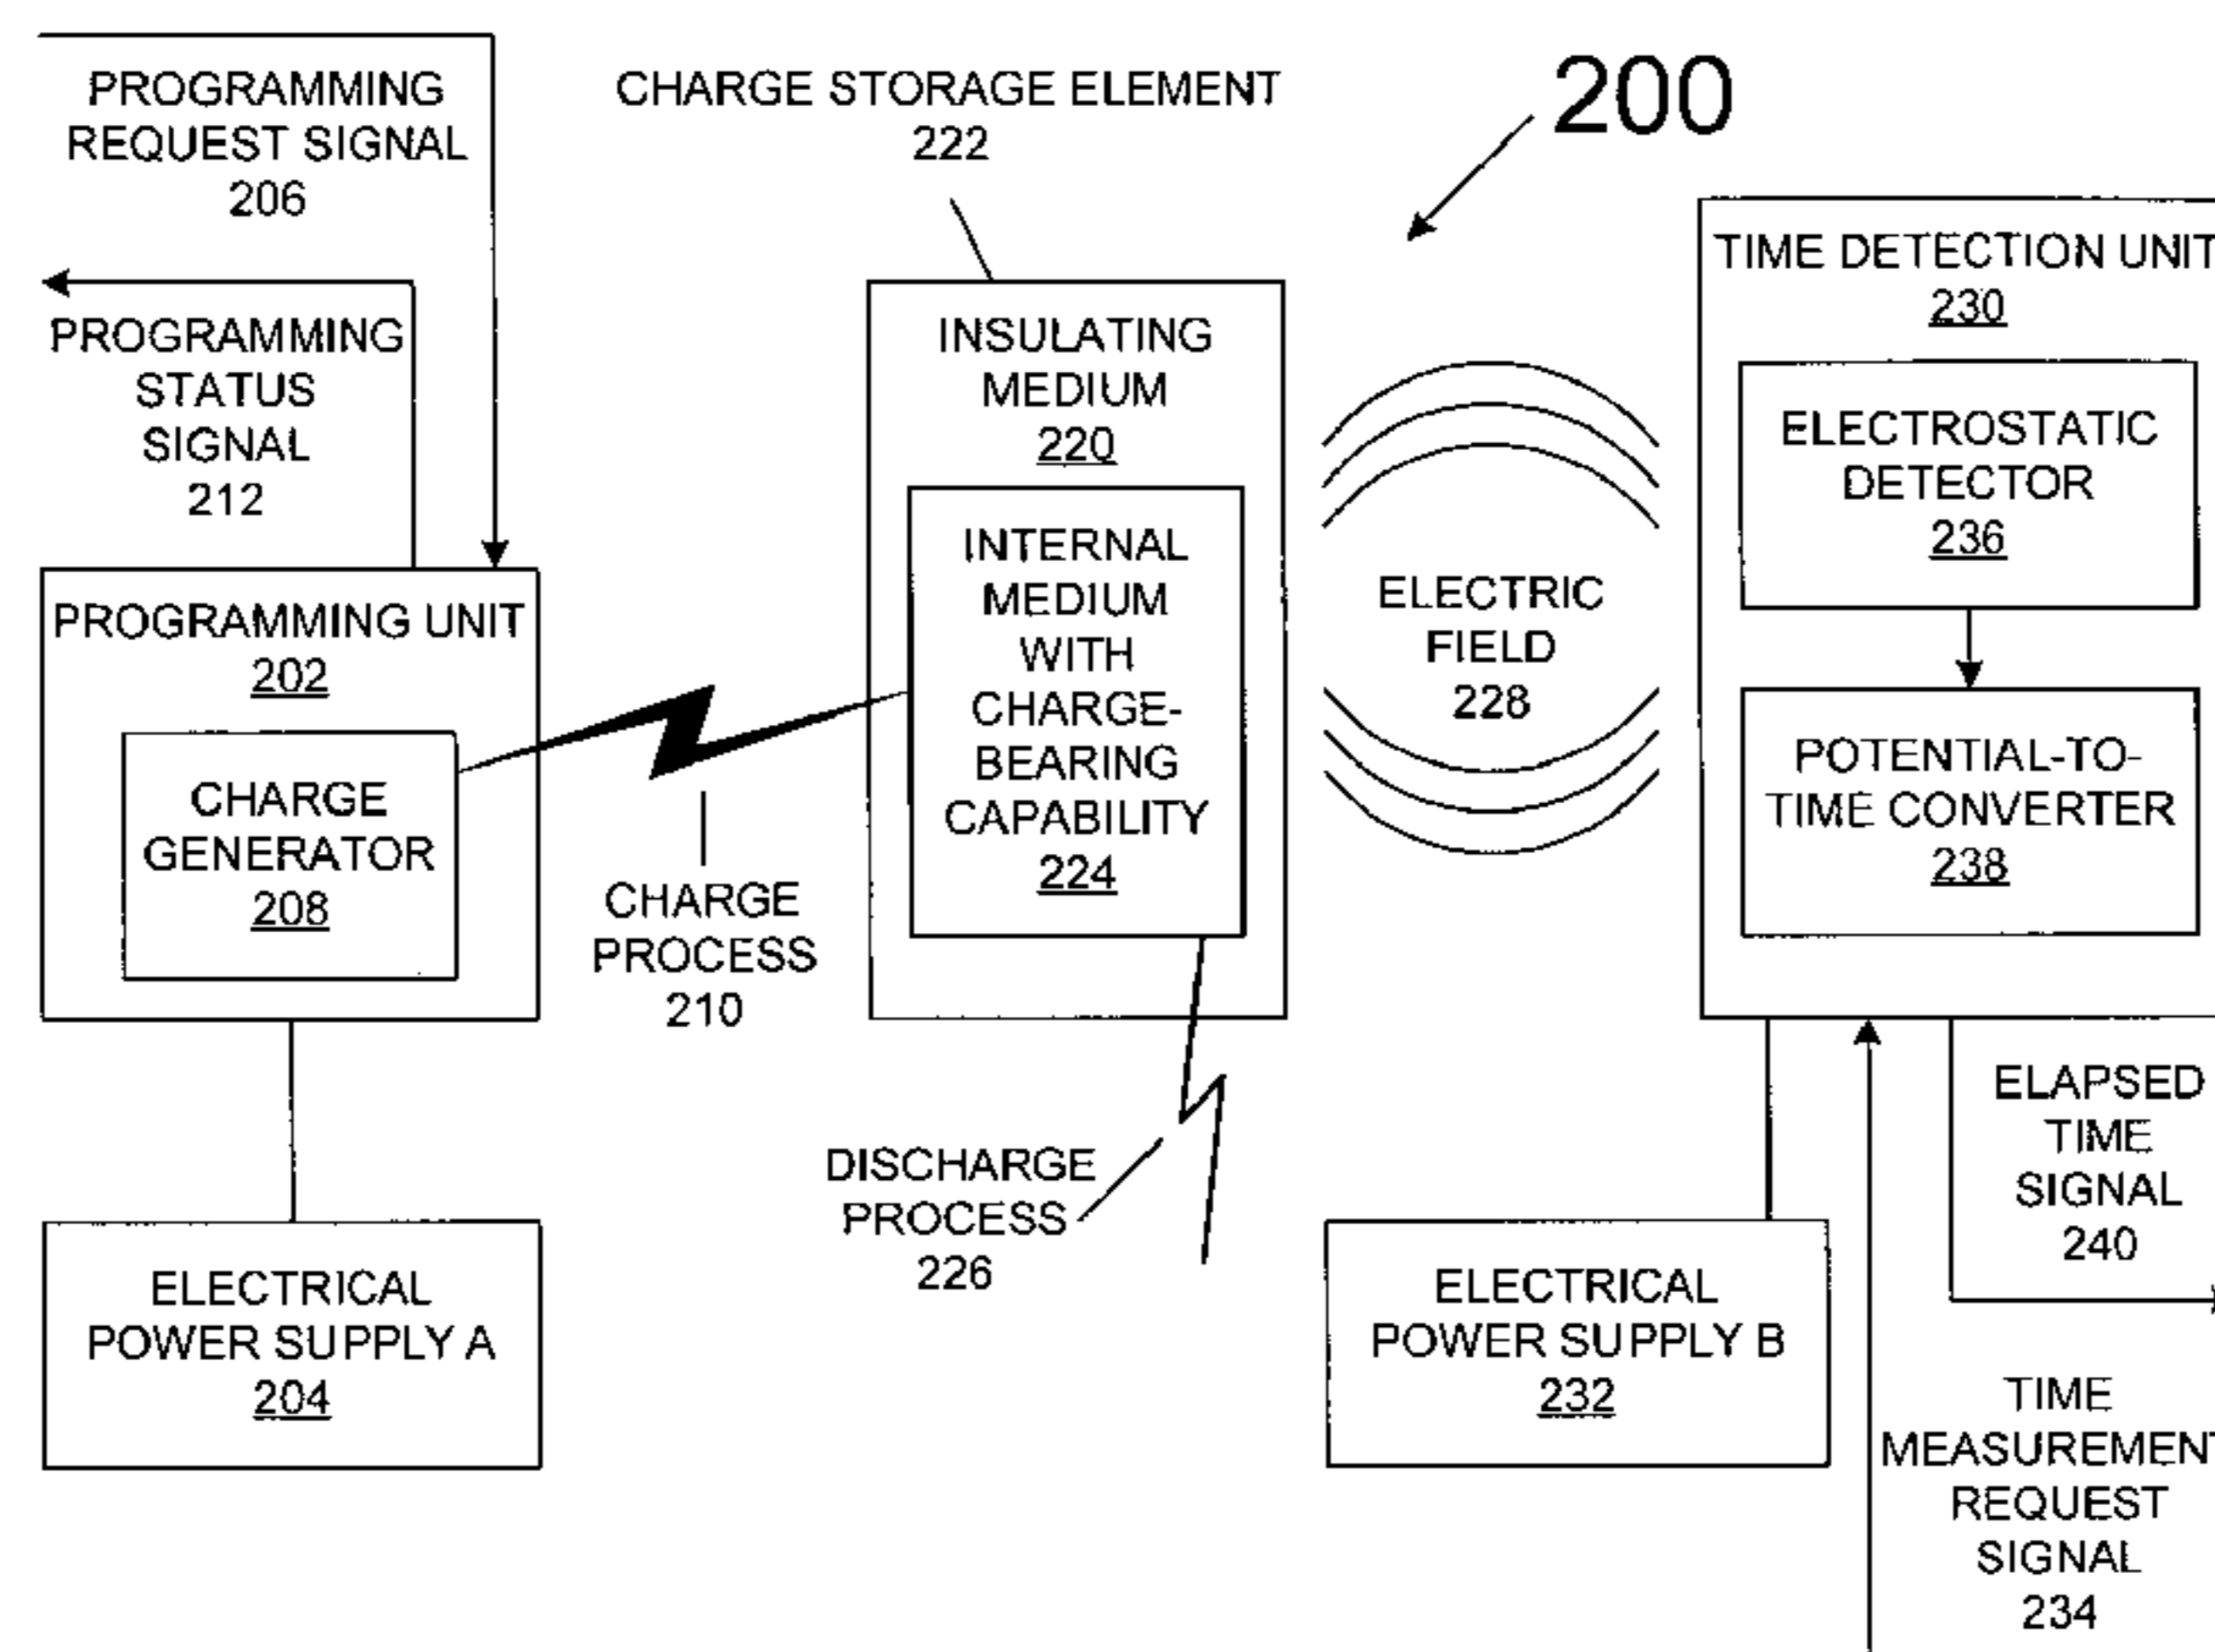 PROGRAMMING
REQUEST SIGNAL
206
CHARGE STORAGE ELEMENT
222
200
PROGRAMMING
STATUS
SIGNAL
212
PROGRAMMING UNIT
202
CHARGE
GENERATOR
208
ELECTRICAL
POWER SUPPLY A
204
CHARGE
PROCESS
210
INSULATING
MEDIUM
220
INTERNAL
MEDIUM
WITH
CHARGE-
BEARING
CAPABILITY
224
DISCHARGE
PROCESS
226
ELECTRIC
FIELD
228
TIME DETECTION UNIT
230
ELECTROSTATIC
DETECTOR
236
POTENTIAL-TO-
TIME CONVERTER
238
ELECTRICAL
POWER SUPPLY B
232
ELAPSED
TIME
SIGNAL
240
TIME
MEASUREMENT
REQUEST
SIGNAL
234